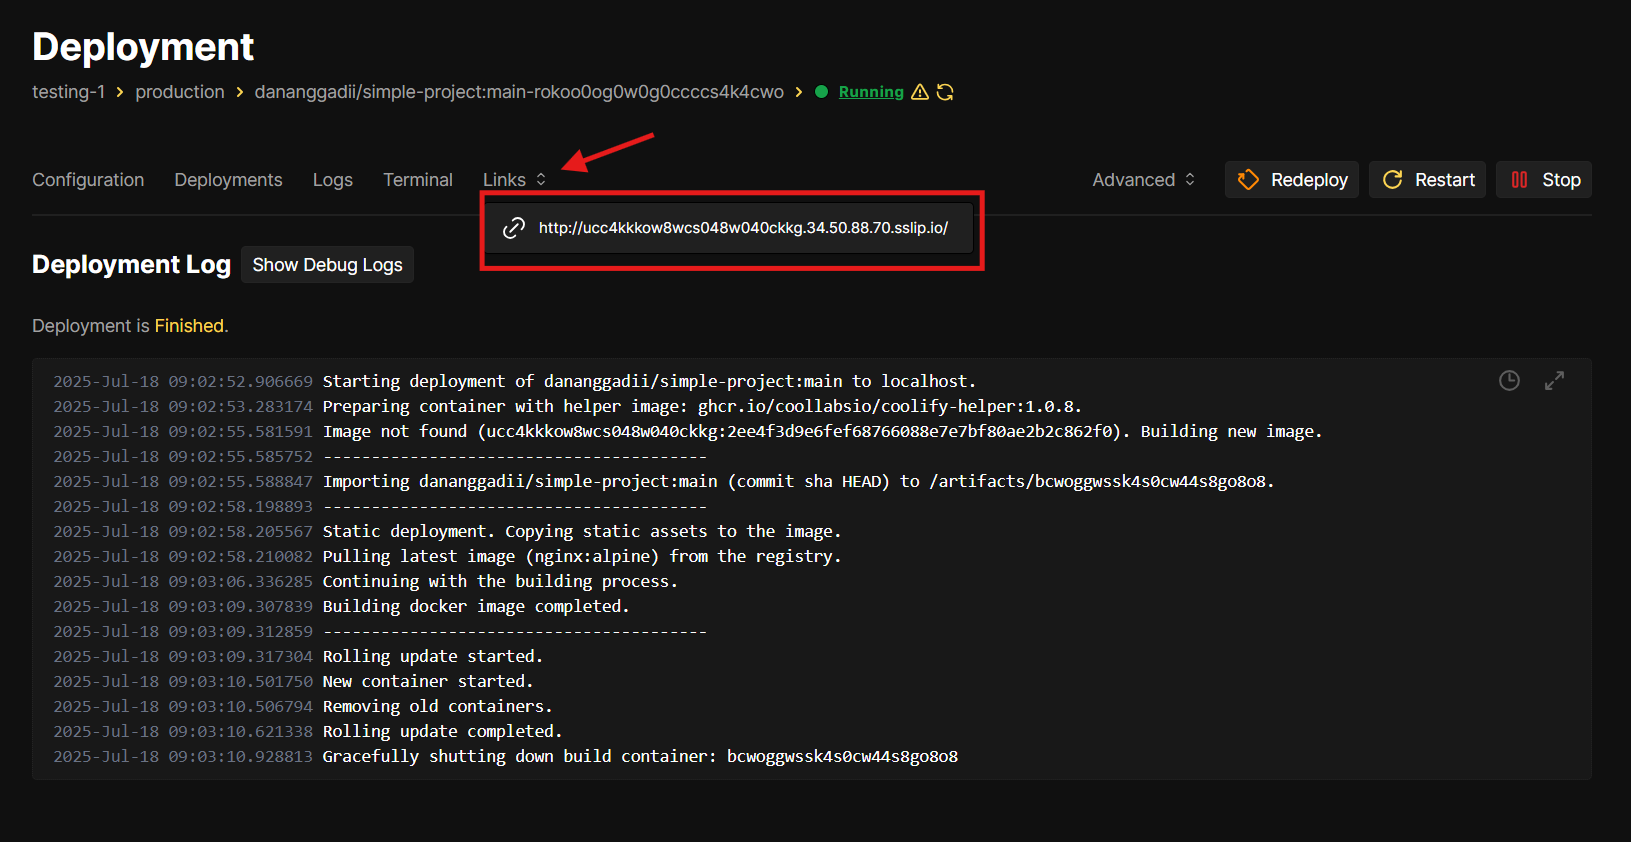 Deployment
testing-1 > production > dananggadii/simple-project:main-rokoo0og0w0g0ccccs4k4cwo > Running
Configuration Deployments Logs Terminal Links Advanced Redeploy Restart Stop
http://ucc4kkkow8wcs048w040ckkg.34.50.88.70.sslip.io/
Deployment Log Show Debug Logs
Deployment is Finished.
2025-Jul-18 09:02:52.906669 Starting deployment of dananggadii/simple-project:main to localhost.
2025-Jul-18 09:02:53.283174 Preparing container with helper image: ghcr.io/coollabsio/coolify-helper:1.0.8.
2025-Jul-18 09:02:55.581591 Image not found (ucc4kkkow8wcs048w040ckkg:2ee4f3d9e6fef68766088e7e7bf80ae2b2c862f0). Building new image.
2025-Jul-18 09:02:55.585752 ----------------------------------------
2025-Jul-18 09:02:55.588847 Importing dananggadii/simple-project:main (commit sha HEAD) to /artifacts/bcwoggwssk4s0cw44s8go8o8.
2025-Jul-18 09:02:58.198893 ----------------------------------------
2025-Jul-18 09:02:58.205567 Static deployment. Copying static assets to the image.
2025-Jul-18 09:02:58.210082 Pulling latest image (nginx:alpine) from the registry.
2025-Jul-18 09:03:06.336285 Continuing with the building process.
2025-Jul-18 09:03:09.307839 Building docker image completed.
2025-Jul-18 09:03:09.312859 ----------------------------------------
2025-Jul-18 09:03:09.317304 Rolling update started.
2025-Jul-18 09:03:10.501750 New container started.
2025-Jul-18 09:03:10.506794 Removing old containers.
2025-Jul-18 09:03:10.621338 Rolling update completed.
2025-Jul-18 09:03:10.928813 Gracefully shutting down build container: bcwoggwssk4s0cw44s8go8o8